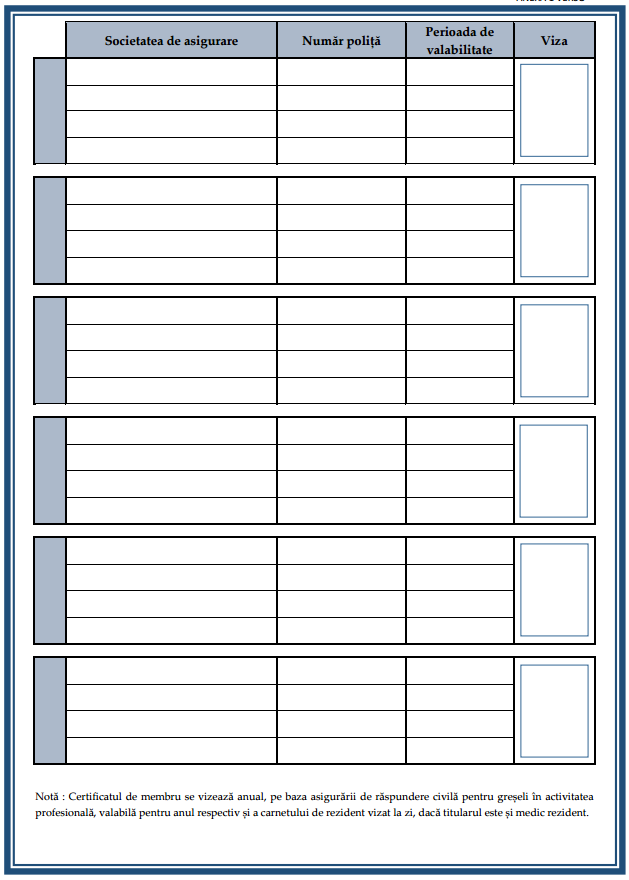 Societatea de asigurare
Număr poliță
Perioada de
valabilitate
Viza
Notă : Certificatul de membru se vizează anual, pe baza asigurării de răspundere civilă pentru greșeli în activitatea
profesională, valabilă pentru anul respectiv și a carnetului de rezident vizat la zi, dacă titularul este și medic rezident.